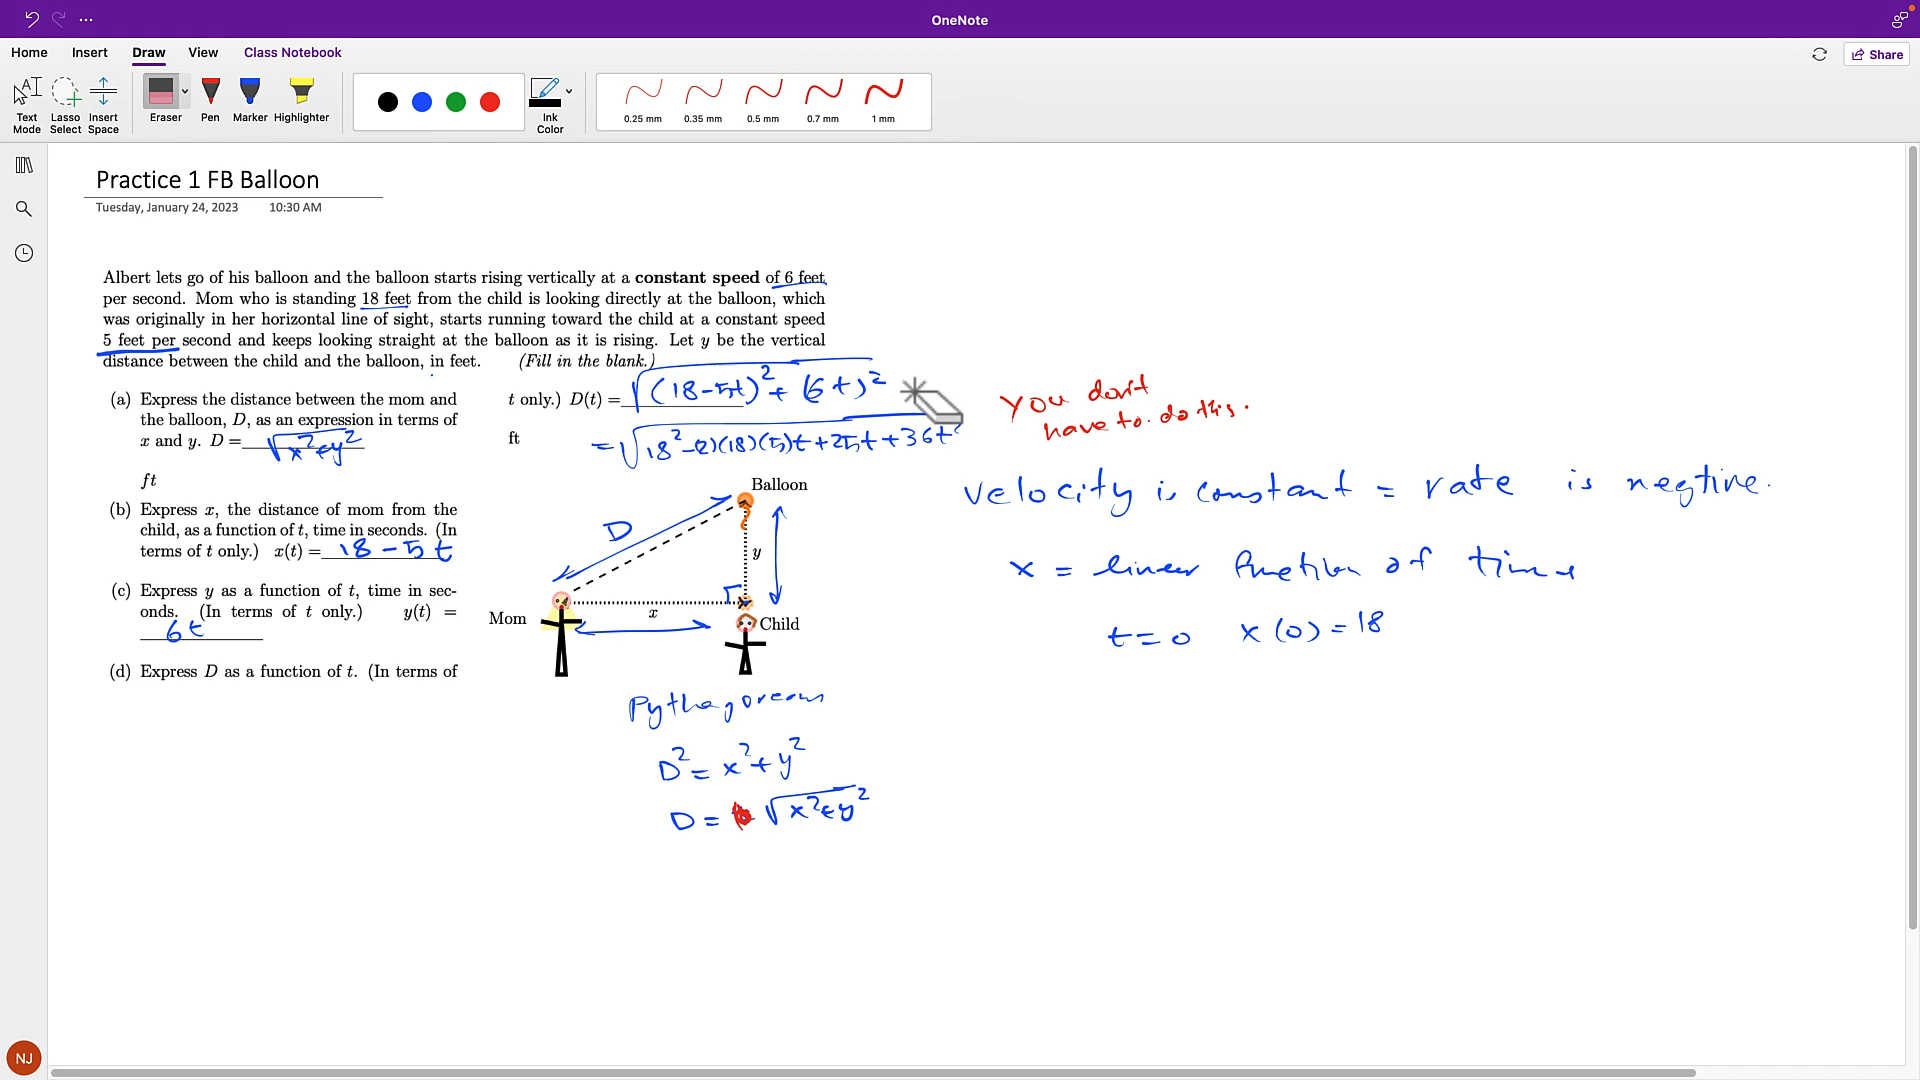 OneNote
Home Insert Draw View Class Notebook
Share
Text Mode
Lasso Select
Insert Space
Eraser
Pen
Marker
Highlighter
Ink Color
0.25 mm
0.35 mm
0.5 mm
0.7 mm
1 mm
Practice 1 FB Balloon
Tuesday, January 24, 2023 10:30 AM
Albert lets go of his balloon and the balloon starts rising vertically at a constant speed of 6 feet
per second. Mom who is standing 18 feet from the child is looking directly at the balloon, which
was originally in her horizontal line of sight, starts running toward the child at a constant speed
5 feet per second and keeps looking straight at the balloon as it is rising. Let y be the vertical
distance between the child and the balloon, in feet. (Fill in the blank.)
(a) Express the distance between the mom and
the balloon, D, as an expression in terms of
x and y. D = √x²+y²
ft
(b) Express x, the distance of mom from the
child, as a function of t, time in seconds. (In
terms of t only.) x(t) = 18-5t
(c) Express y as a function of t, time in sec-
onds. (In terms of t only.) y(t) =
6t
(d) Express D as a function of t. (In terms of
t only.) D(t) = √(18-5t)²+(6t)²
ft
= √18²-2)(18)(5)t+25t+36t²
Balloon
D
y
x
Mom
Child
Pythagorean
D² = x²+y²
D = √x²+y²
You don't
have to do this.
velocity is constant = rate is negtive.
x = linear function of time
t=0 x(0)=18
NJ